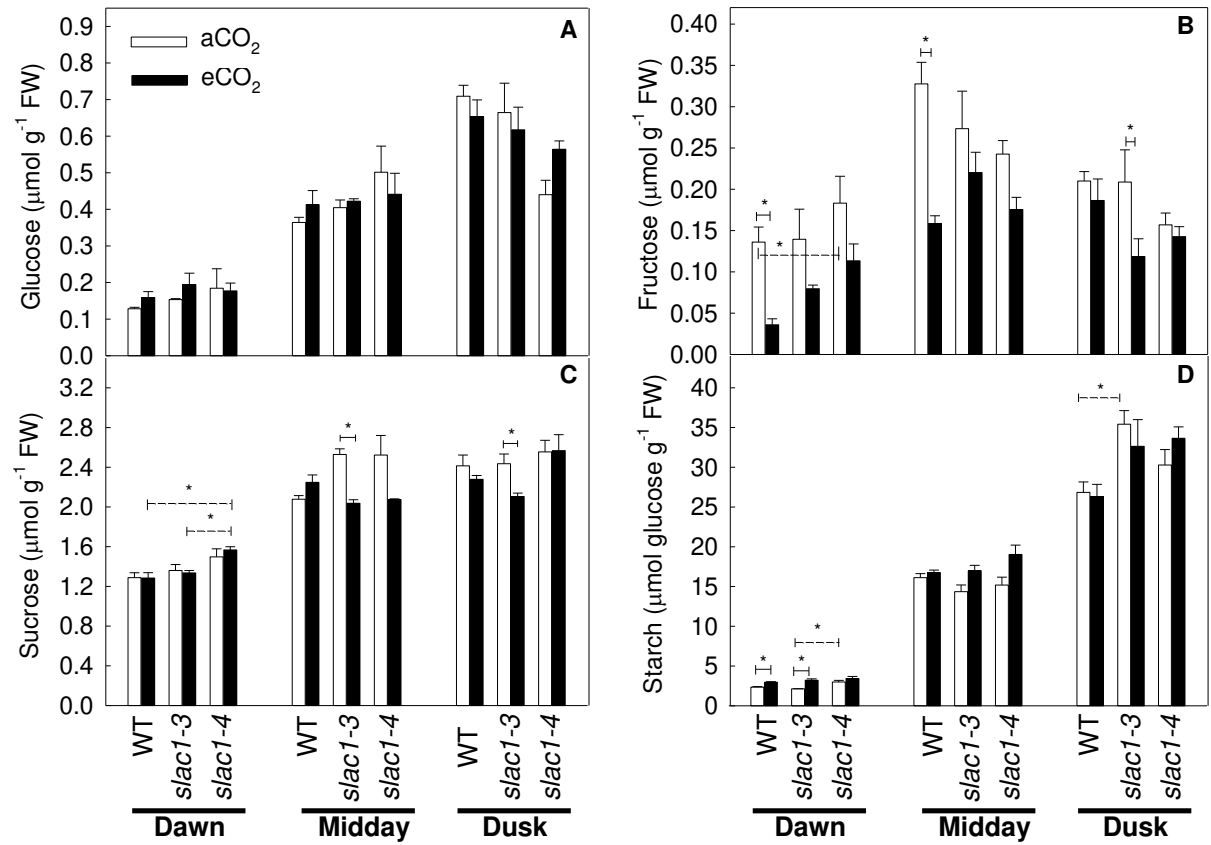 A
aCO₂
eCO₂
Glucose (µmol g⁻¹ FW)
0.9
0.8
0.7
0.6
0.5
0.4
0.3
0.2
0.1
0.0
B
Fructose (µmol g⁻¹ FW)
0.40
0.35
0.30
0.25
0.20
0.15
0.10
0.05
0.00
*
*
*
*
C
Sucrose (µmol g⁻¹ FW)
3.2
2.8
2.4
2.0
1.6
1.2
0.8
0.4
0.0
*
*
*
*
WT
slac1-3
slac1-4
WT
slac1-3
slac1-4
WT
slac1-3
slac1-4
Dawn
Midday
Dusk
D
Starch (µmol glucose g⁻¹ FW)
40
35
30
25
20
15
10
5
0
*
*
*
*
WT
slac1-3
slac1-4
WT
slac1-3
slac1-4
WT
slac1-3
slac1-4
Dawn
Midday
Dusk